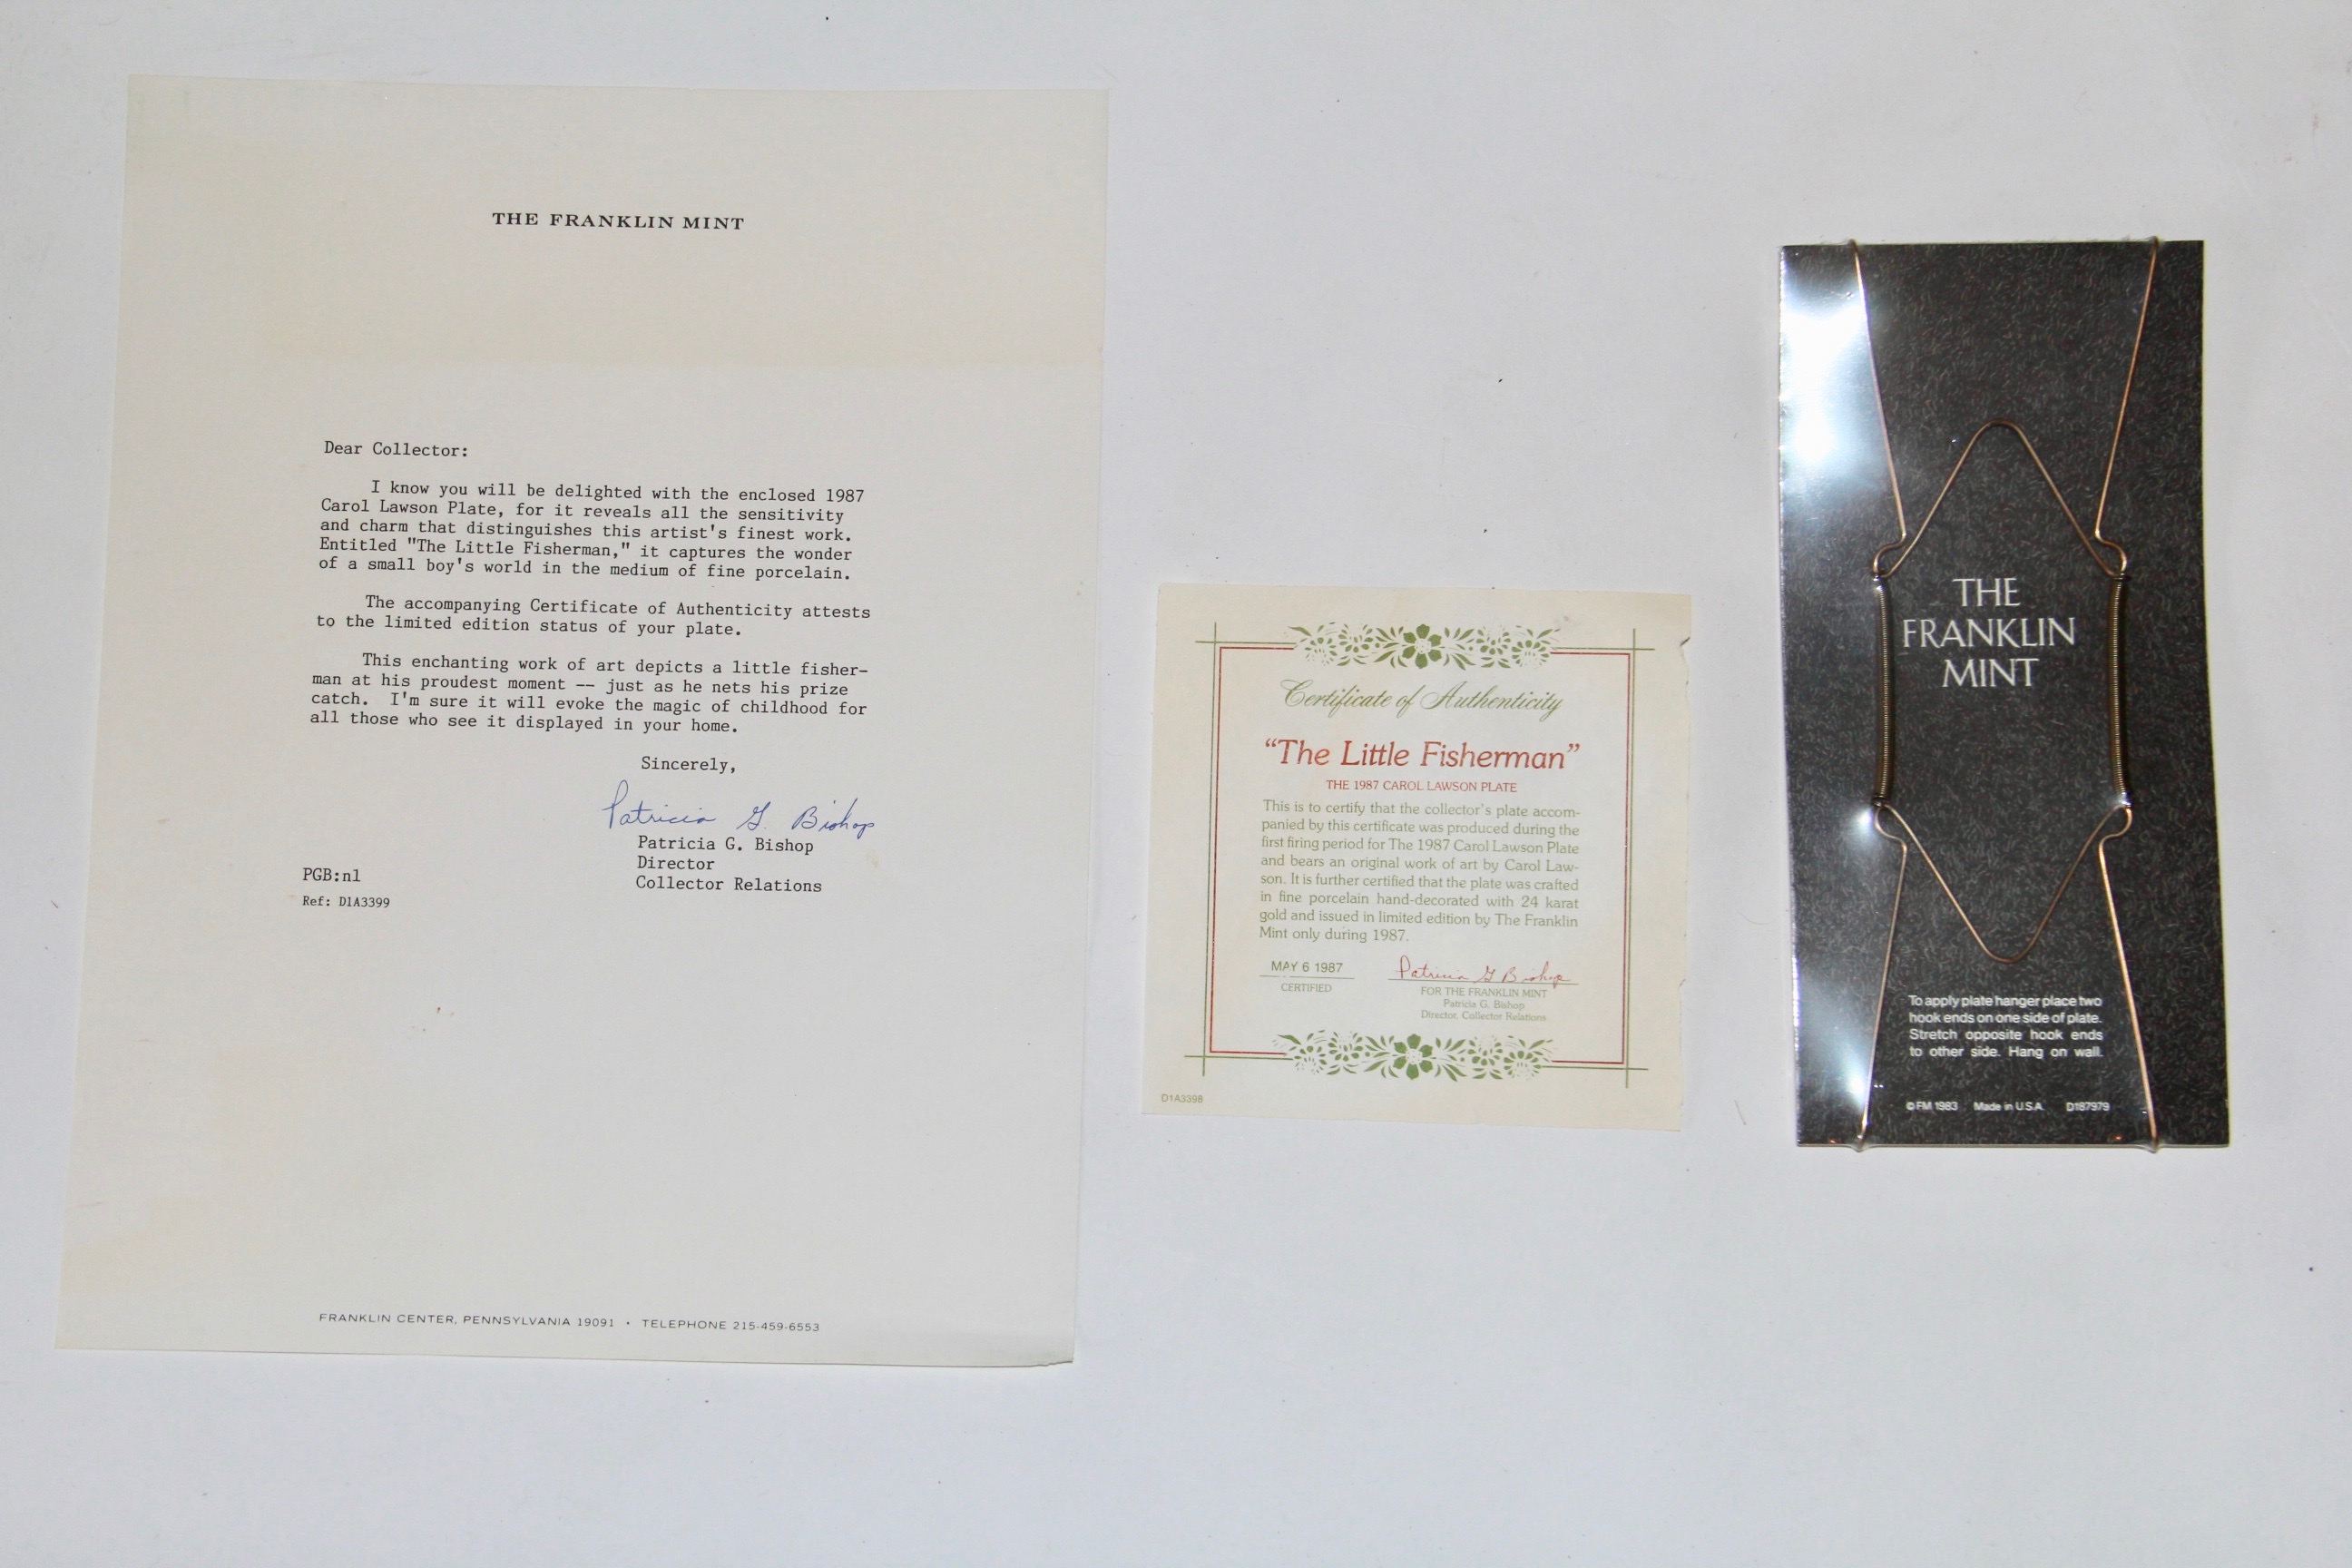 THE FRANKLIN MINT
Dear Collector:
I know you will be delighted with the enclosed 1987
Carol Lawson Plate, for it reveals all the sensitivity
and charm that distinguishes this artist's finest work.
Entitled "The Little Fisherman," it captures the wonder
of a small boy's world in the medium of fine porcelain.
The accompanying Certificate of Authenticity attests
to the limited edition status of your plate.
This enchanting work of art depicts a little fisher-
man at his proudest moment -- just as he nets his prize
catch. I'm sure it will evoke the magic of childhood for
all those who see it displayed in your home.
Sincerely,
Patricia G. Bishop
Patricia G. Bishop
Director
Collector Relations
PGB:nl
Ref: D1A3399
FRANKLIN CENTER, PENNSYLVANIA 19091 • TELEPHONE 215-459-6553
Certificate of Authenticity
"The Little Fisherman"
THE 1987 CAROL LAWSON PLATE
This is to certify that the collector's plate accom-
panied by this certificate was produced during the
first firing period for The 1987 Carol Lawson Plate
and bears an original work of art by Carol Law-
son. It is further certified that the plate was crafted
in fine porcelain hand-decorated with 24 karat
gold and issued in limited edition by The Franklin
Mint only during 1987.
MAY 6 1987
CERTIFIED
Patricia G Bishop
FOR THE FRANKLIN MINT
Patricia G. Bishop
Director, Collector Relations
D1A3398
THE
FRANKLIN
MINT
To apply plate hanger place two
hook ends on one side of plate.
Stretch opposite hook ends
to other side. Hang on wall.
© FM 1983 Made in U.S.A. D187979